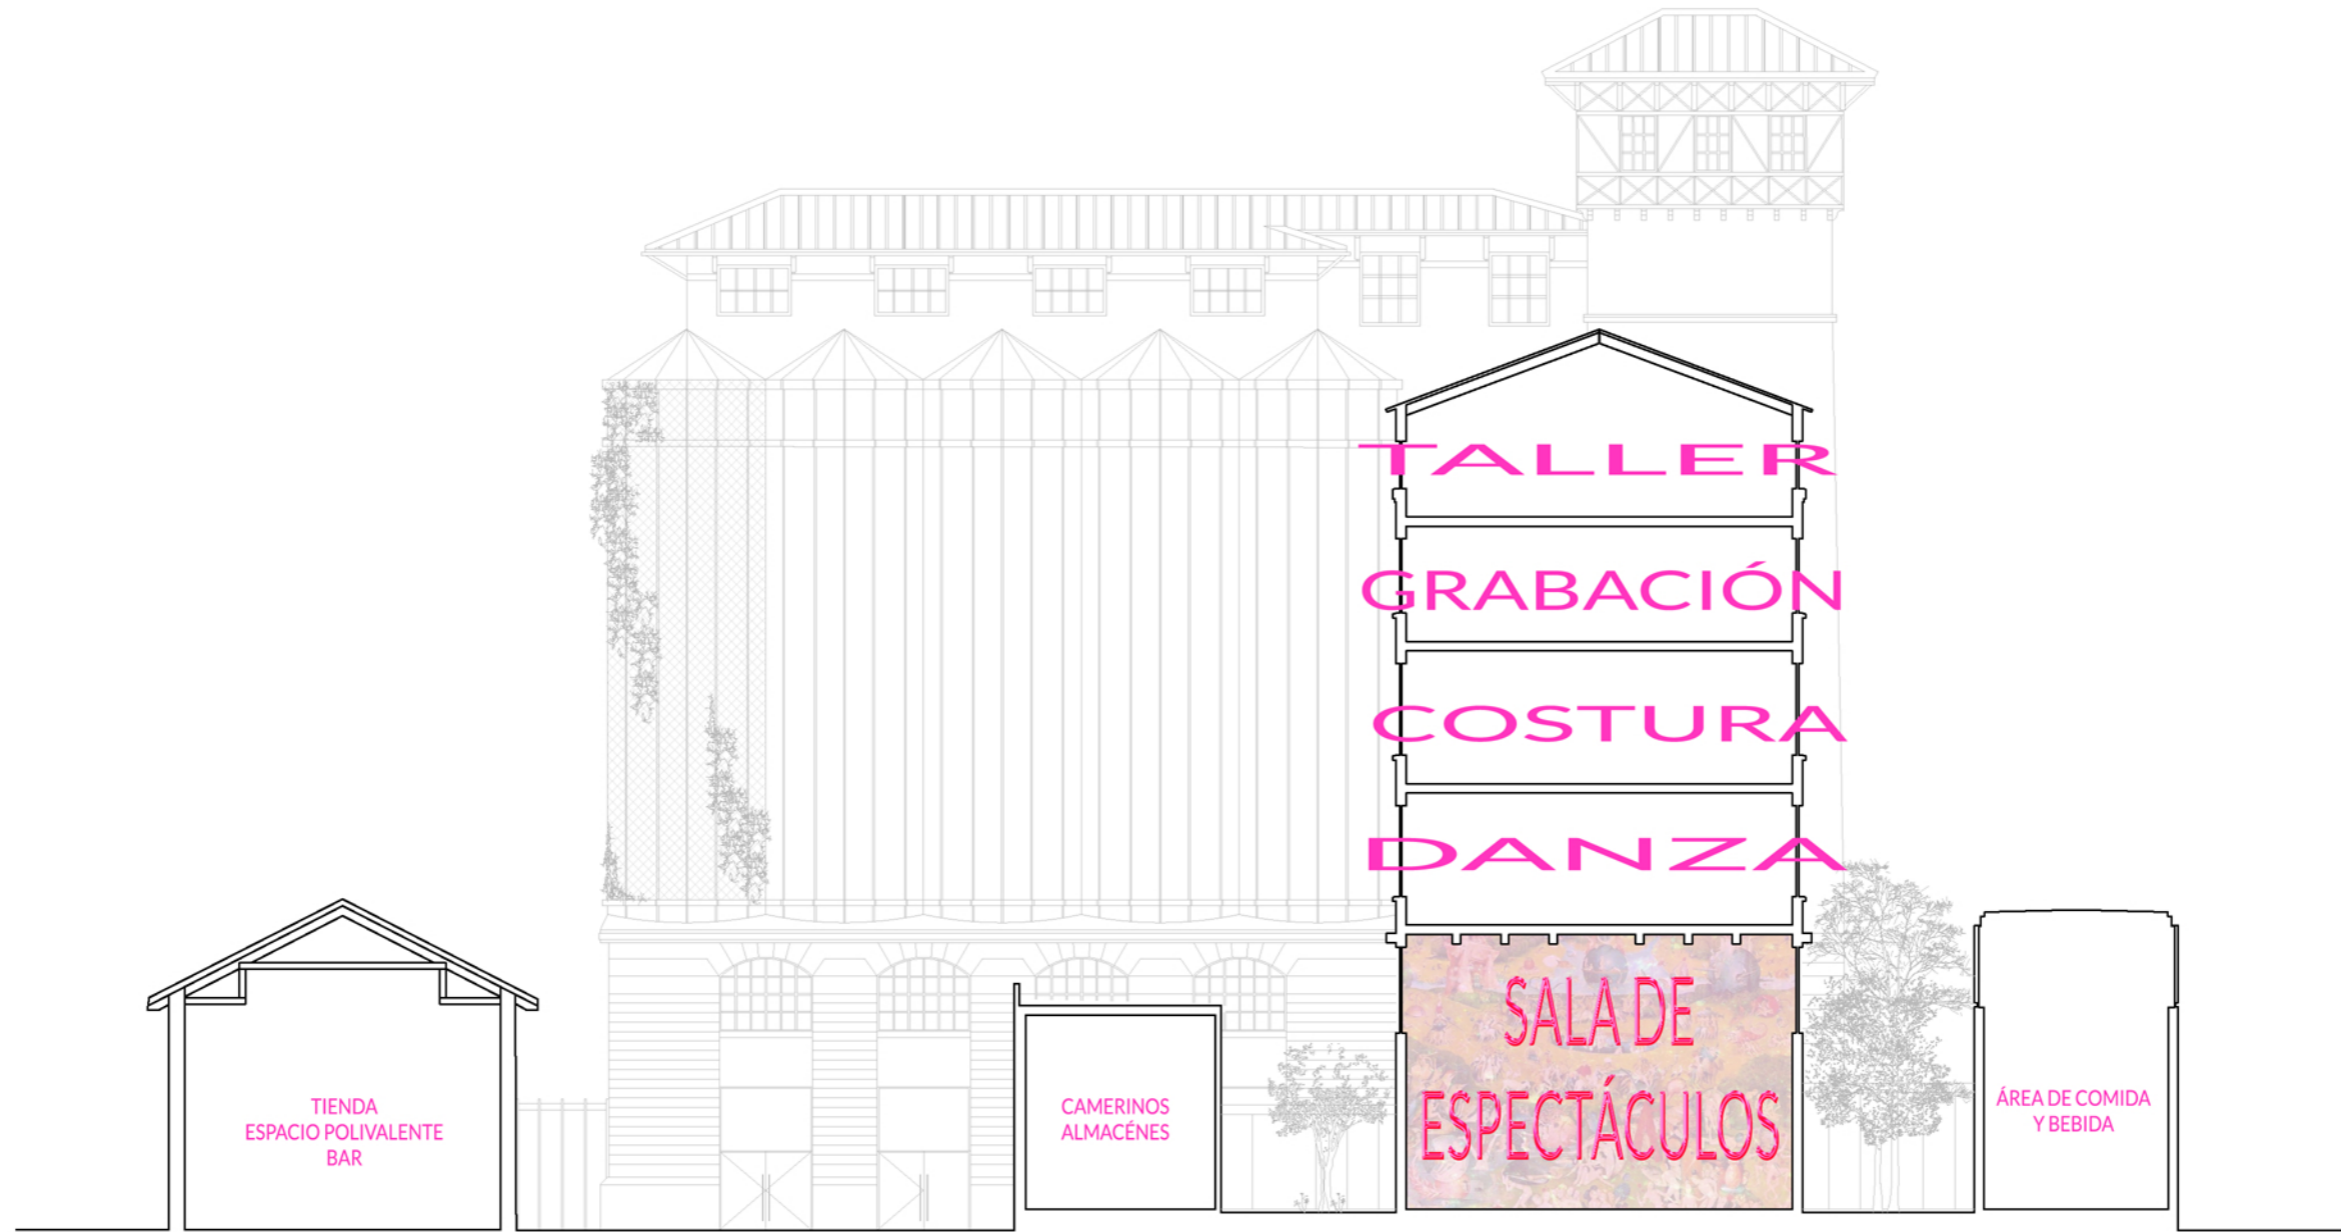 TALLER
GRABACIÓN
COSTURA
DANZA
SALA DE
ESPECTÁCULOS
TIENDA
ESPACIO POLIVALENTE
BAR
CAMERINOS
ALMACÉNES
ÁREA DE COMIDA
Y BEBIDA